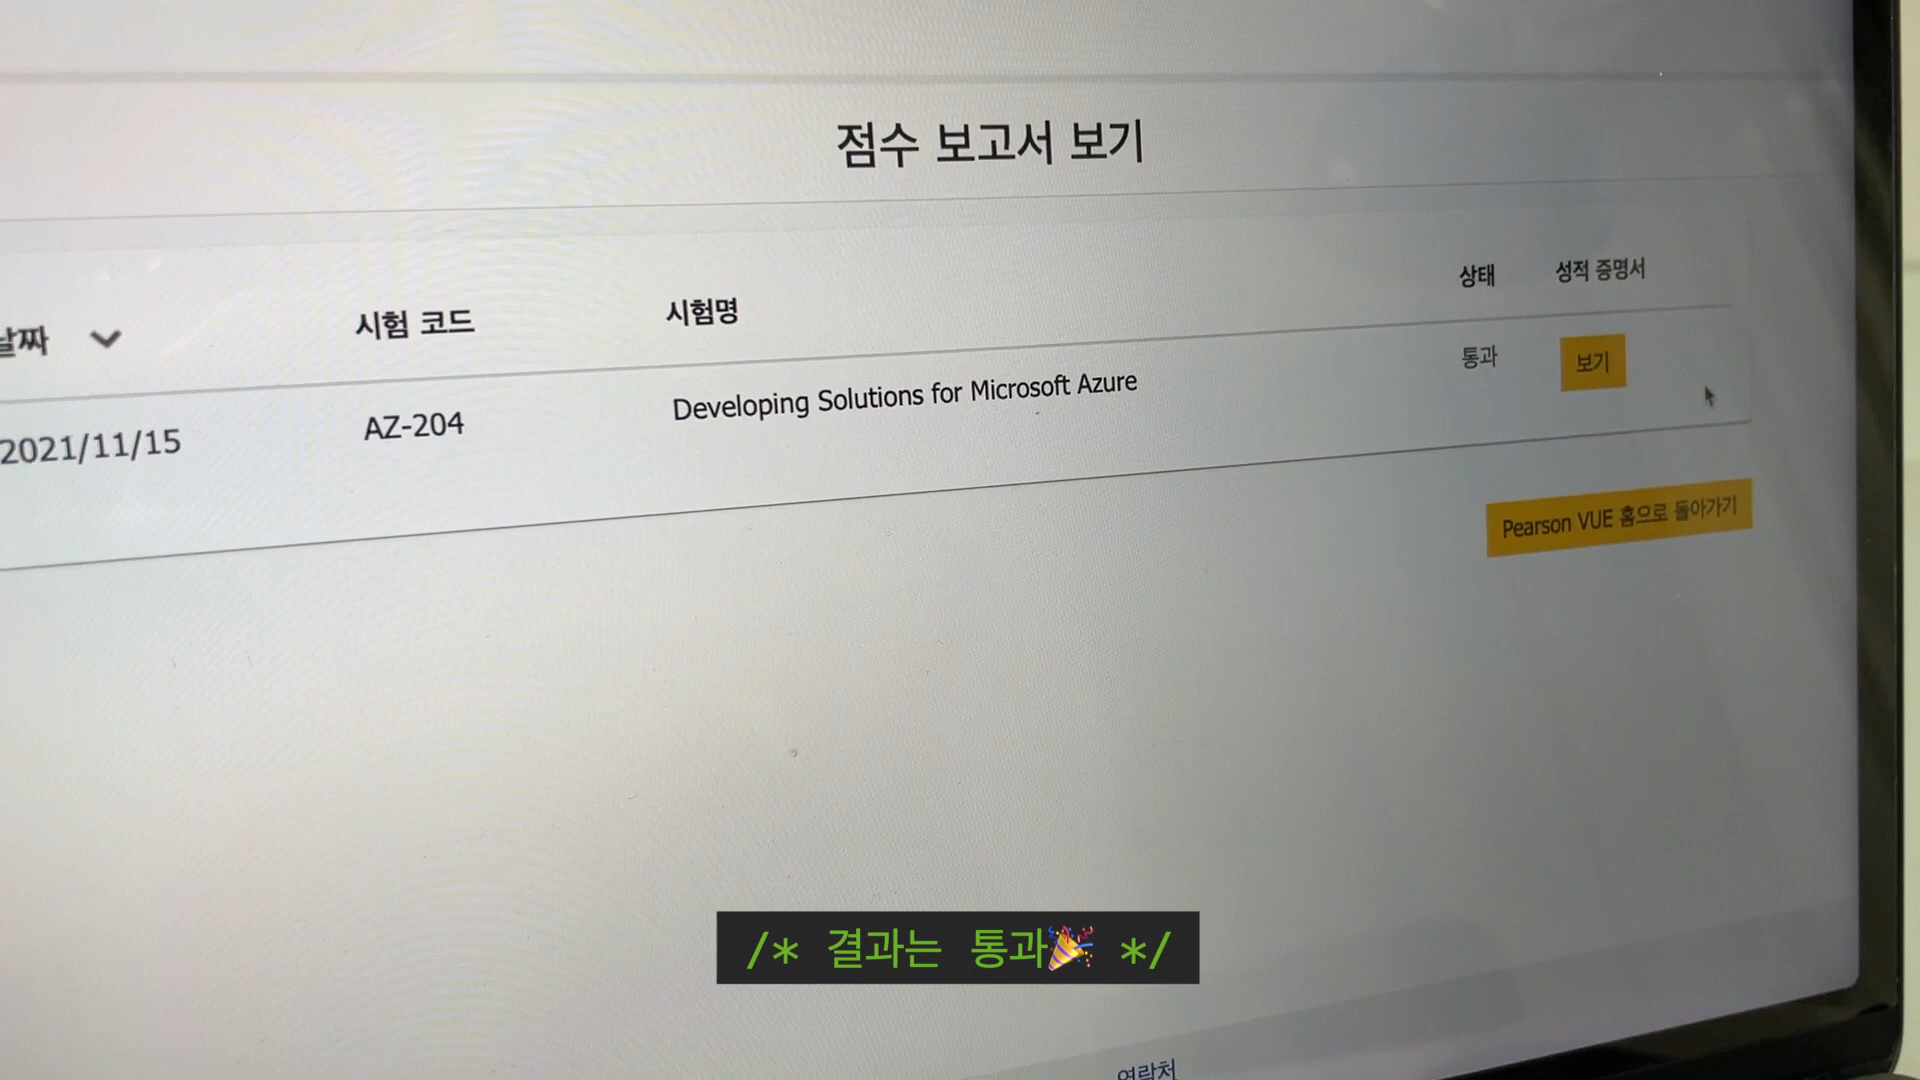 점수 보고서 보기
날짜 시험 코드 시험명 상태 성적 증명서
2021/11/15 AZ-204 Developing Solutions for Microsoft Azure 통과 보기
Pearson VUE 홈으로 돌아가기
/* 결과는 통과🎉 */
연락처